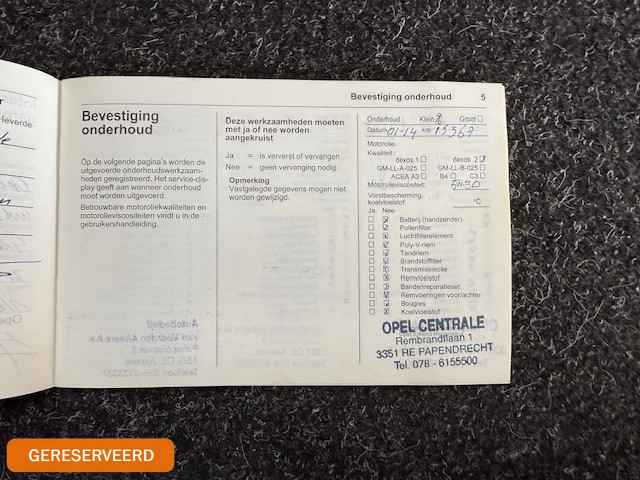 Bevestiging onderhoud 5
Bevestiging
onderhoud
Op de volgende pagina's worden de
uitgevoerde onderhoudswerkzaam-
heden geregistreerd. Het service-dis-
play geeft aan wanneer onderhoud
moet worden uitgevoerd.
Betrouwbare motoroliekwaliteiten en
motorolieviscositeiten vindt u in de
gebruikershandleiding.
Deze werkzaamheden moeten
met ja of nee worden
aangekruist
Ja = is ververst of vervangen
Nee = geen vervanging nodig
Opmerking
Vastgelegde gegevens mogen niet
worden gewijzigd.
Onderhoud: Klein Groot
Datum 01-14 km
Motorolie:
Kwaliteit:
dexos 1 dexos 2
GM-LL-A-025 GM-LL-B-025
ACEA A3 B4 C3
Motorolieviscositeit: 5W30
Vorstbescherming,
koelvloeistof °C
Ja Nee
Batterij (handzender)
Pollenfilter
Luchtfilterelement
Poly-V-riem
Tandriem
Brandstoffilter
Transmissieolie
Remvloeistof
Bandenreparatieset
Remvoeringen voor/achter
Bougies
Koelvloeistof
OPEL CENTRALE
Rembrandtlaan 1
3351 RE PAPENDRECHT
Tel. 078 - 6155500
leverde
GERESERVEERD